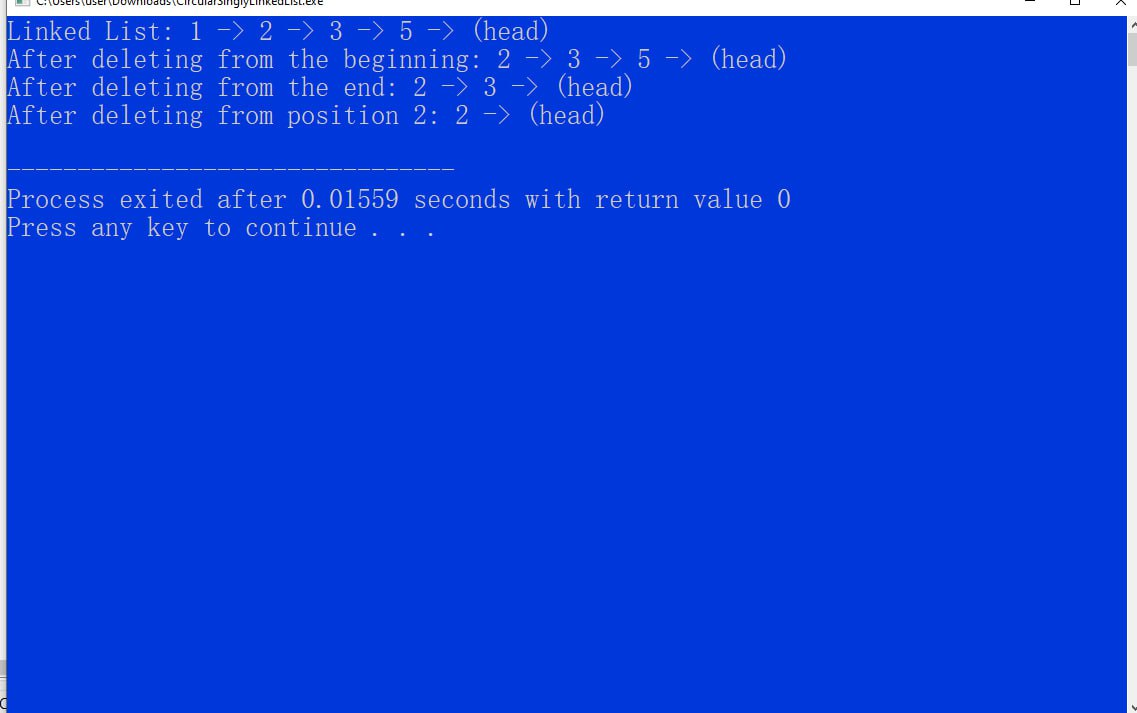 C:\Users\user\Downloads\CircularSinglyLinkedList.exe
Linked List: 1 -> 2 -> 3 -> 5 -> (head)
After deleting from the beginning: 2 -> 3 -> 5 -> (head)
After deleting from the end: 2 -> 3 -> (head)
After deleting from position 2: 2 -> (head)
--------------------------------
Process exited after 0.01559 seconds with return value 0
Press any key to continue . . .